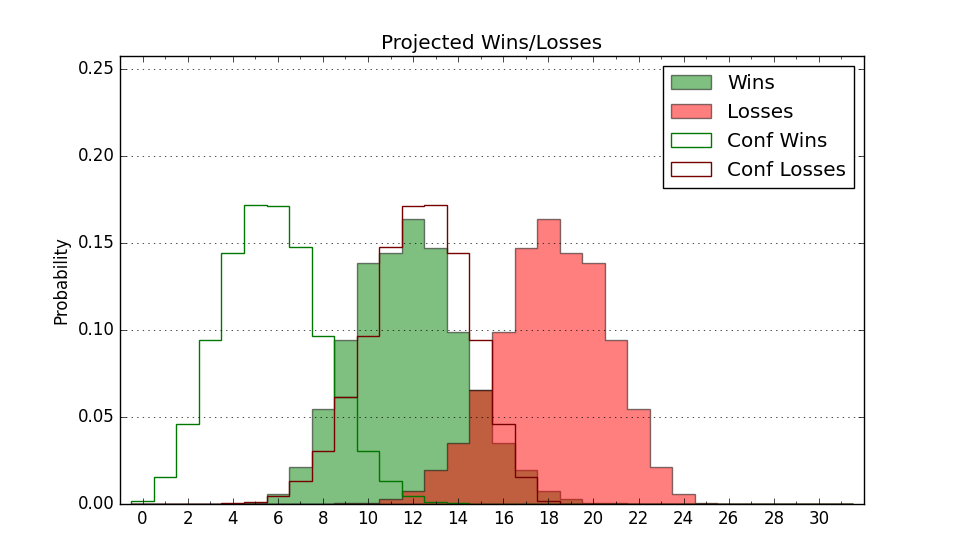 Projected Wins/Losses
0.25
0.20
0.15
0.10
0.05
0.00
Probability
Wins
Losses
Conf Wins
Conf Losses
0 2 4 6 8 10 12 14 16 18 20 22 24 26 28 30